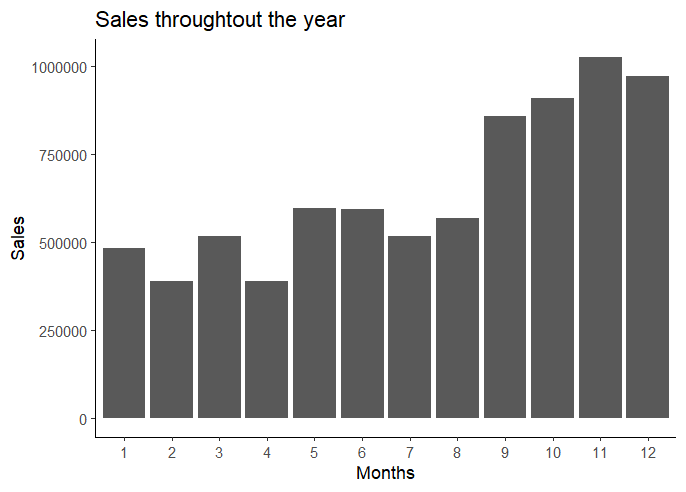 Sales throughtout the year
1000000
750000
500000
250000
0
Sales
1 2 3 4 5 6 7 8 9 10 11 12
Months